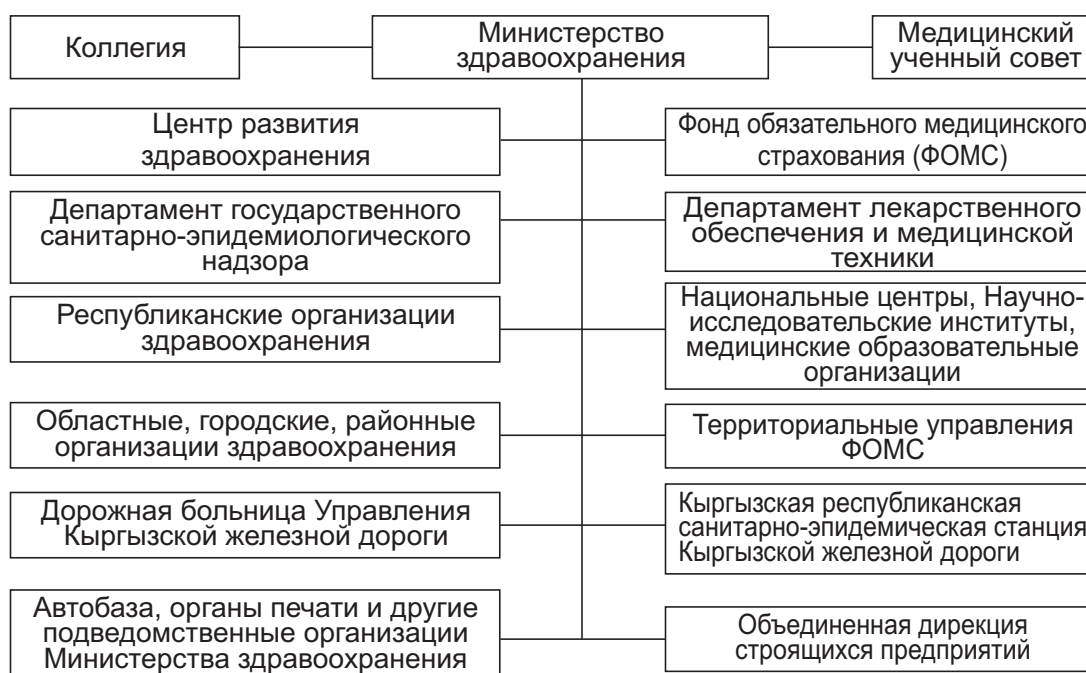 Коллегия
Министерство
здравоохранения
Медицинский
ученный совет
Центр развития
здравоохранения
Фонд обязательного медицинского
страхования (ФОМС)
Департамент государственного
санитарно-эпидемиологического
надзора
Департамент лекарственного
обеспечения и медицинской
техники
Республиканские организации
здравоохранения
Национальные центры, Научно-
исследовательские институты,
медицинские образовательные
организации
Областные, городские, районные
организации здравоохранения
Территориальные управления
ФОМС
Дорожная больница Управления
Кыргызской железной дороги
Кыргызская республиканская
санитарно-эпидемическая станция
Кыргызской железной дороги
Автобаза, органы печати и другие
подведомственные организации
Министерства здравоохранения
Объединенная дирекция
строящихся предприятий